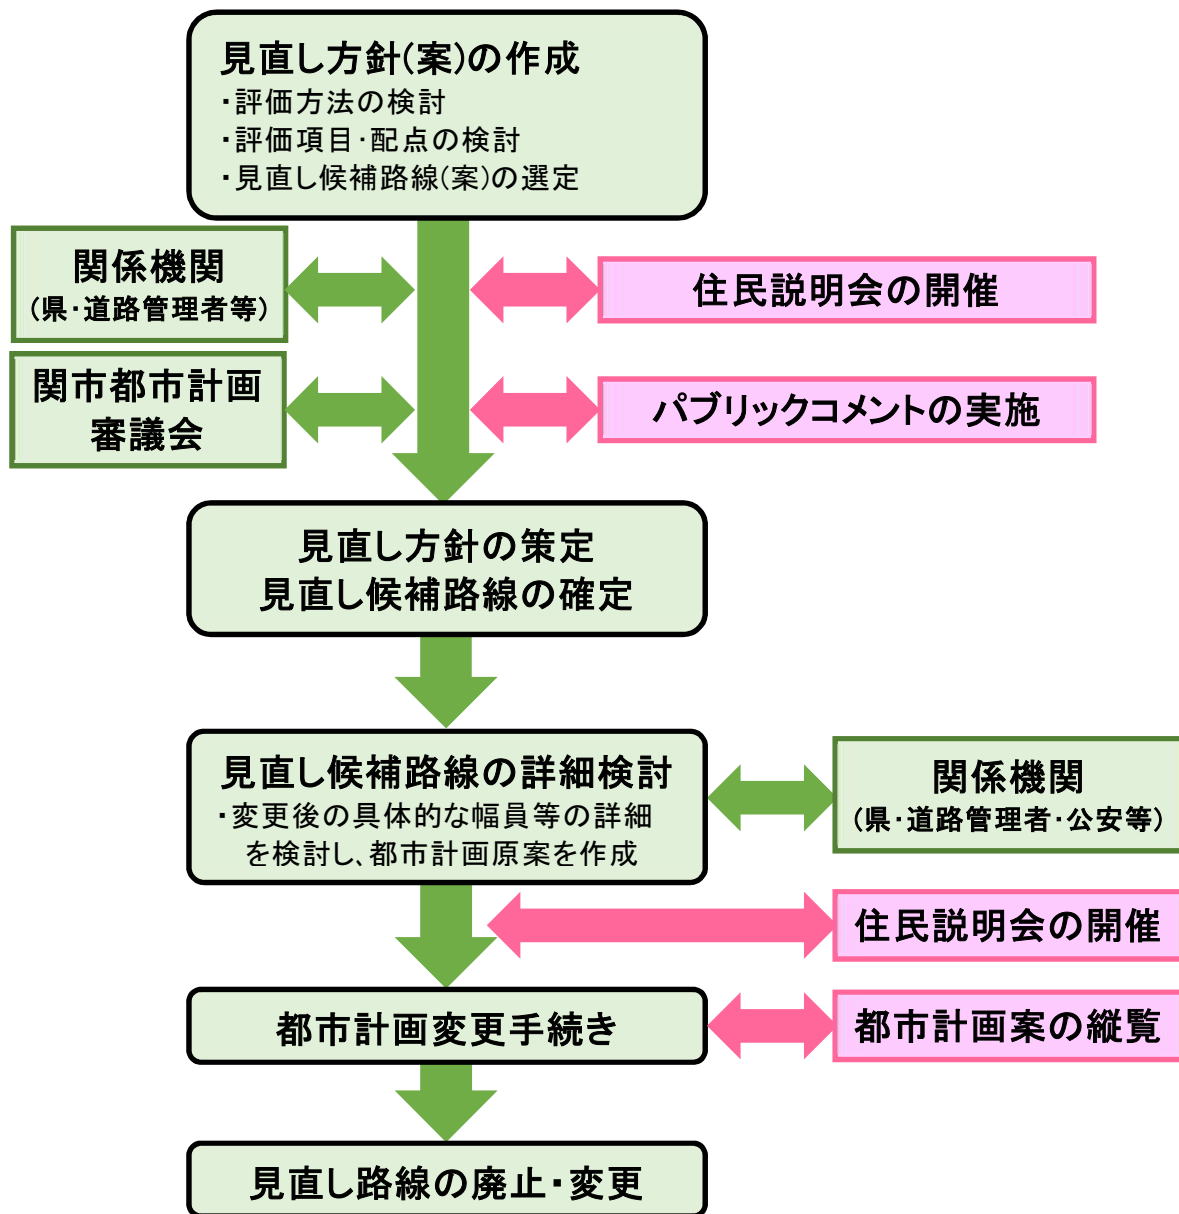 見直し方針(案)の作成
・評価方法の検討
・評価項目・配点の検討
・見直し候補路線(案)の選定
関係機関
(県・道路管理者等)
住民説明会の開催
関市都市計画
審議会
パブリックコメントの実施
見直し方針の策定
見直し候補路線の確定
見直し候補路線の詳細検討
・変更後の具体的な幅員等の詳細
を検討し、都市計画原案を作成
関係機関
(県・道路管理者・公安等)
住民説明会の開催
都市計画変更手続き
都市計画案の縦覧
見直し路線の廃止・変更